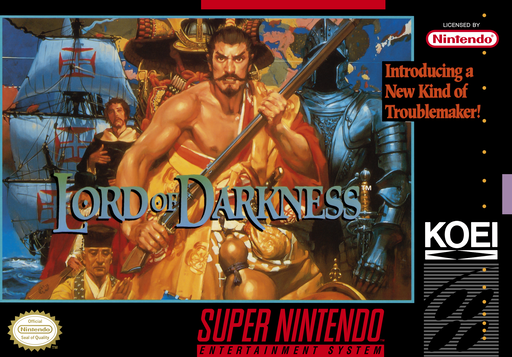 LICENSED BY
Nintendo
Introducing a
New Kind of
Troublemaker!
LORD OF DARKNESS™
KOEI
Official
Nintendo
Seal of Quality
SUPER NINTENDO
ENTERTAINMENT SYSTEM